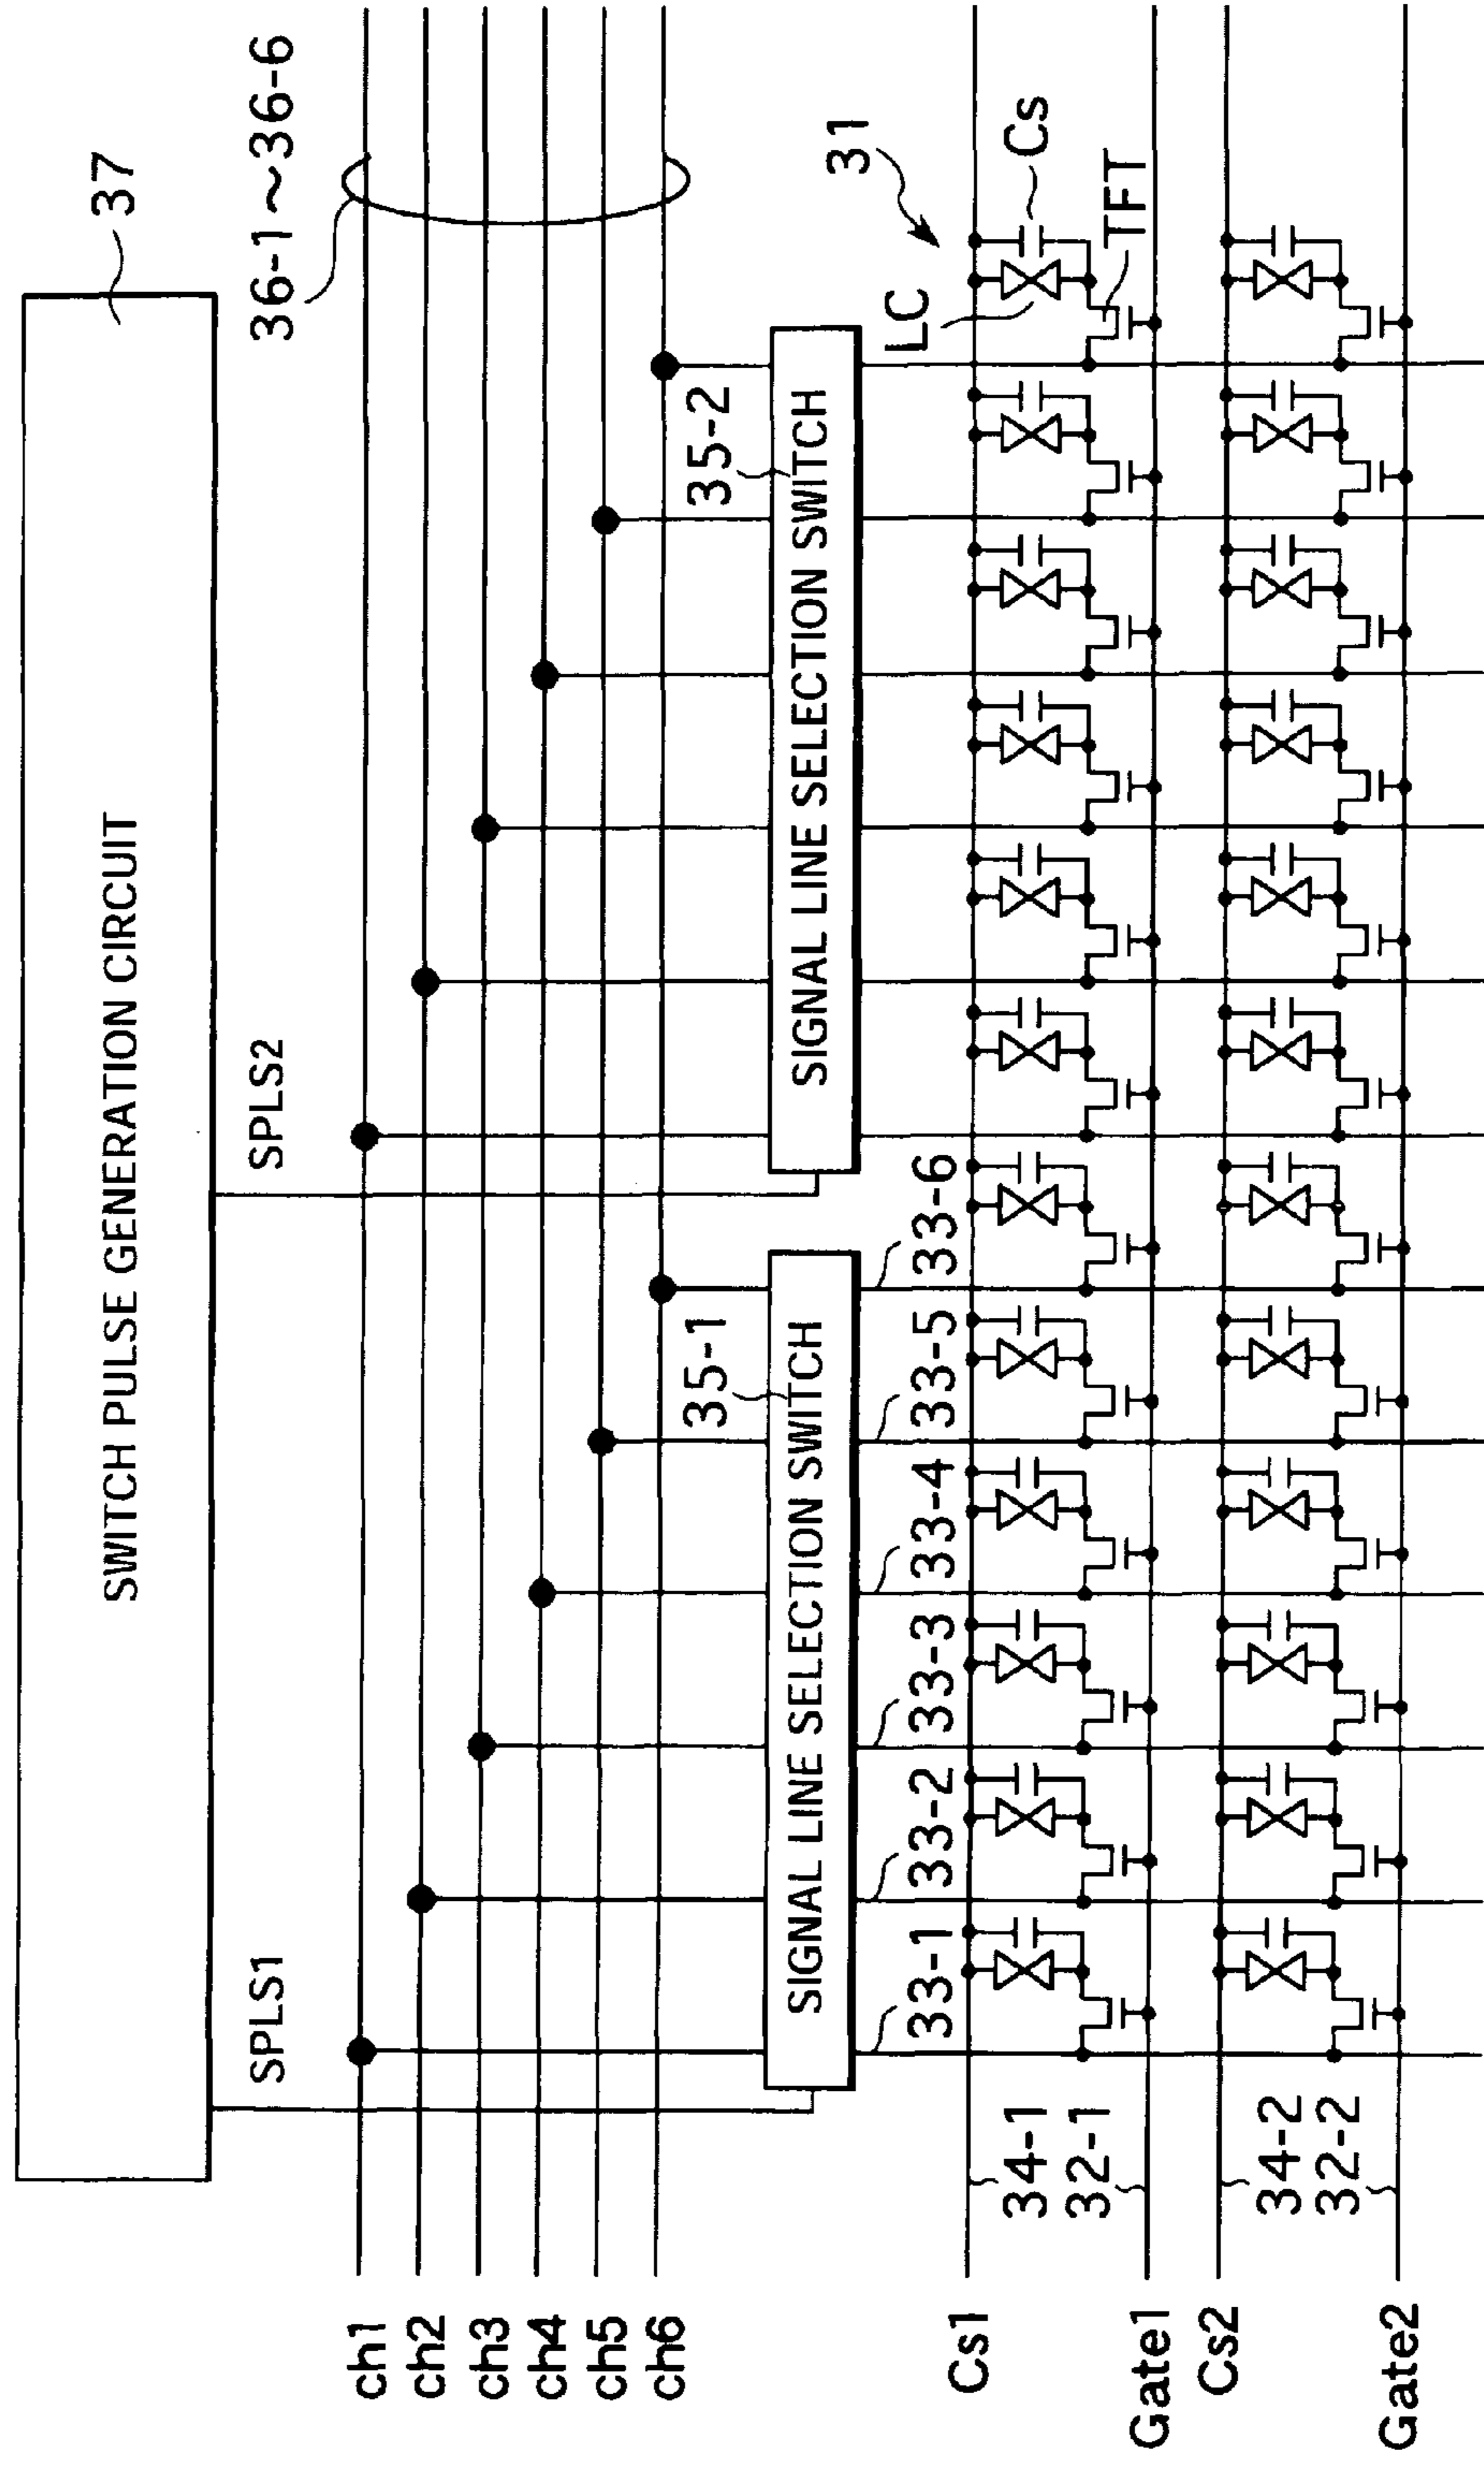 SWITCH PULSE GENERATION CIRCUIT
37
SPLS1
SPLS2
36-1~36-6
ch1
ch2
ch3
ch4
ch5
ch6
35-1
35-2
SIGNAL LINE SELECTION SWITCH
SIGNAL LINE SELECTION SWITCH
33-1
33-2
33-3
33-4
33-5
33-6
31
LC
Cs
TFT
Cs1
34-1
32-1
Gate1
Cs2
34-2
32-2
Gate2